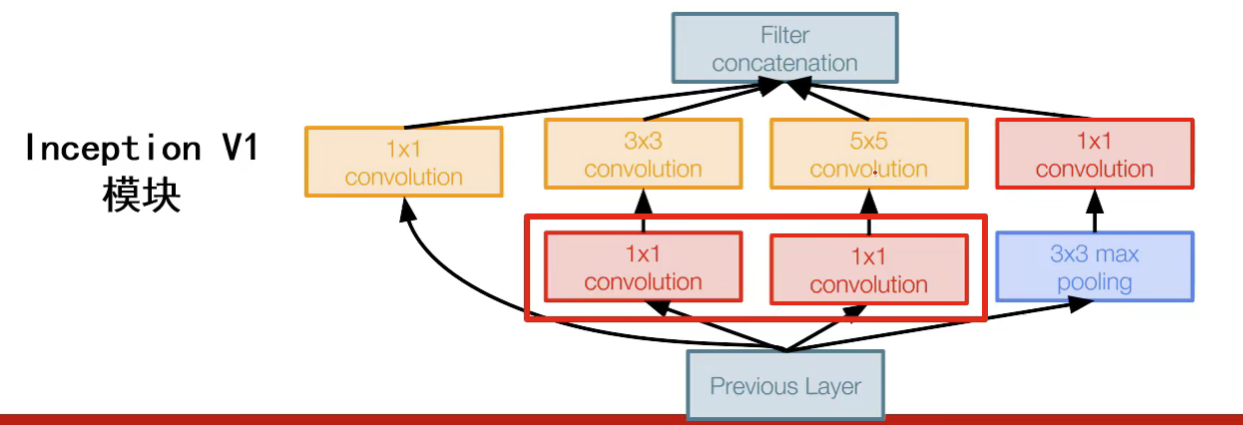 Filter
concatenation
Inception V1
模块
1x1
convolution
3x3
convolution
5x5
convolution
1x1
convolution
1x1
convolution
1x1
convolution
3x3 max
pooling
Previous Layer